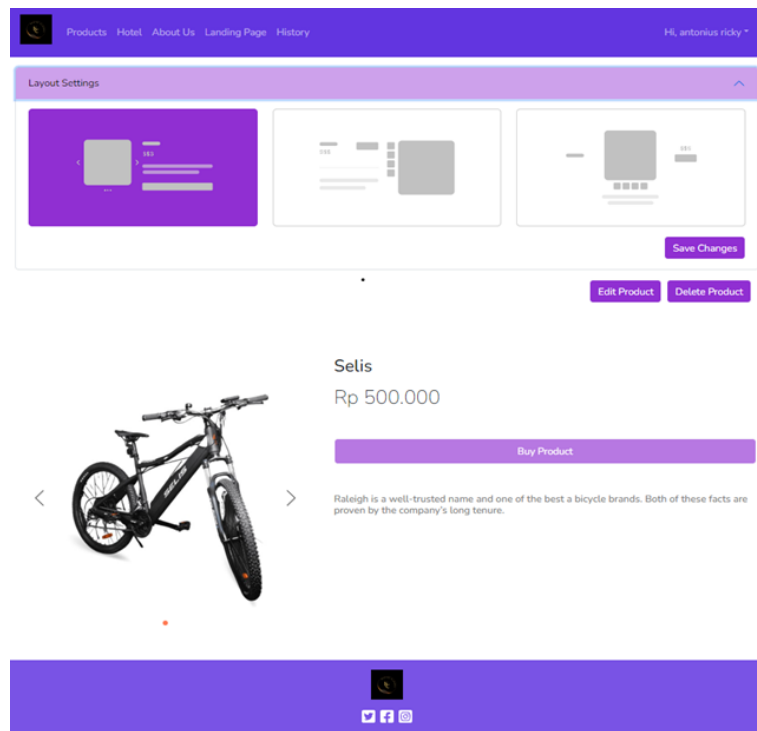 Products Hotel About Us Landing Page History Hi, antonius ricky
Layout Settings
$$$
$$$
$$$
Save Changes
Edit Product Delete Product
Selis
Rp 500.000
Buy Product
SELIS
Raleigh is a well-trusted name and one of the best a bicycle brands. Both of these facts are
proven by the company's long tenure.